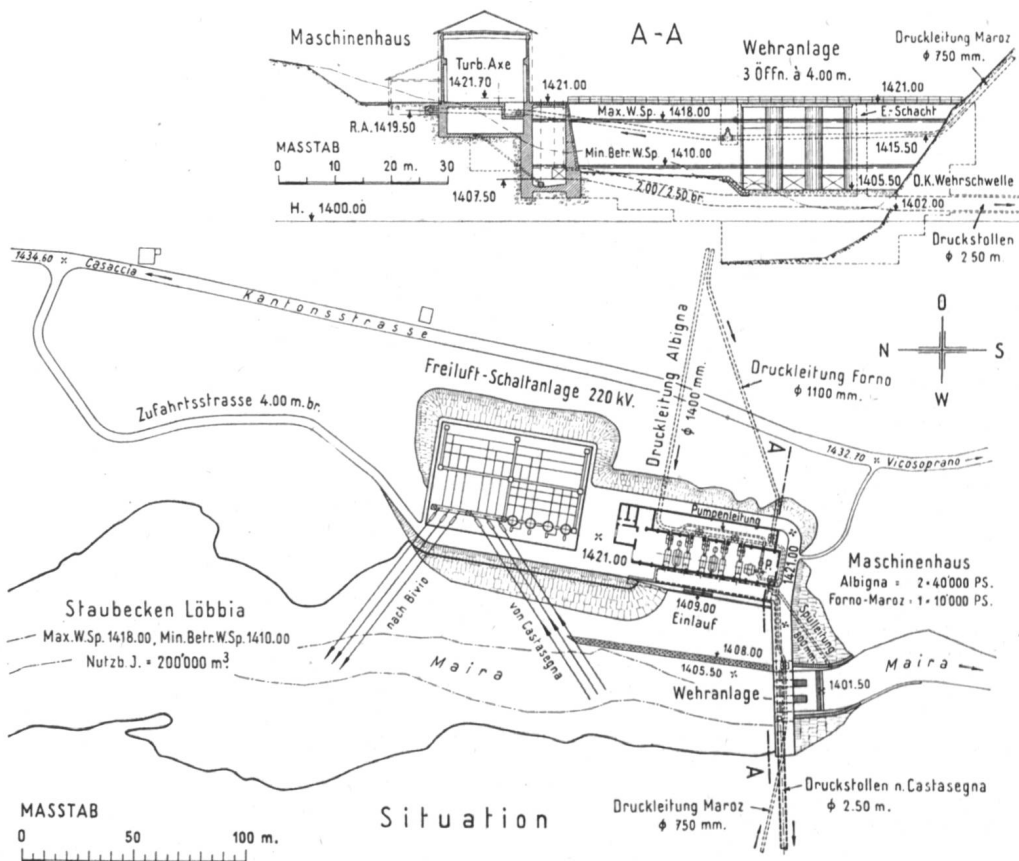 Maschinenhaus
A-A
Wehranlage
3 Öffn. à 4.00 m.
Druckleitung Maroz
ϕ 750 mm.
Turb. Axe
1421.70
1421.00
1421.00
R.A. 1419.50
Max. W. Sp. 1418.00
E.-Schacht
1415.50
MASSTAB
0 10 20 m. 30
Min. Betr. W. Sp. 1410.00
1407.50
2.00/2.50 br.
1405.50
O.K. Wehrschwelle
1402.00
H. 1400.00
Druckstollen
ϕ 2.50 m.
1434.60
Casaccia
Kantonsstrasse
O
N S
W
Druckleitung Albigna
ϕ 1400 mm.
Druckleitung Forno
ϕ 1100 mm.
Freiluft-Schaltanlage 220 kV.
Zufahrtsstrasse 4.00 m. br.
A
1432.70
Vicosoprano
Pumpenleitung
1421.00
1421.00
P.
Maschinenhaus
Albigna = 2 × 40'000 PS.
Forno-Maroz : 1 × 10'000 PS.
1409.00
Einlauf
Spülleitung
800 mm.
Staubecken Löbbia
Max. W. Sp. 1418.00, Min. Betr. W. Sp. 1410.00
Nutzb. J. = 200'000 m³.
nach Bivio
von Castasegna
Maira
1408.00
1405.50
Maira
1401.50
Wehranlage
A
Druckstollen n. Castasegna
ϕ 2.50 m.
Druckleitung Maroz
ϕ 750 mm.
MASSTAB
0 50 100 m.
Situation